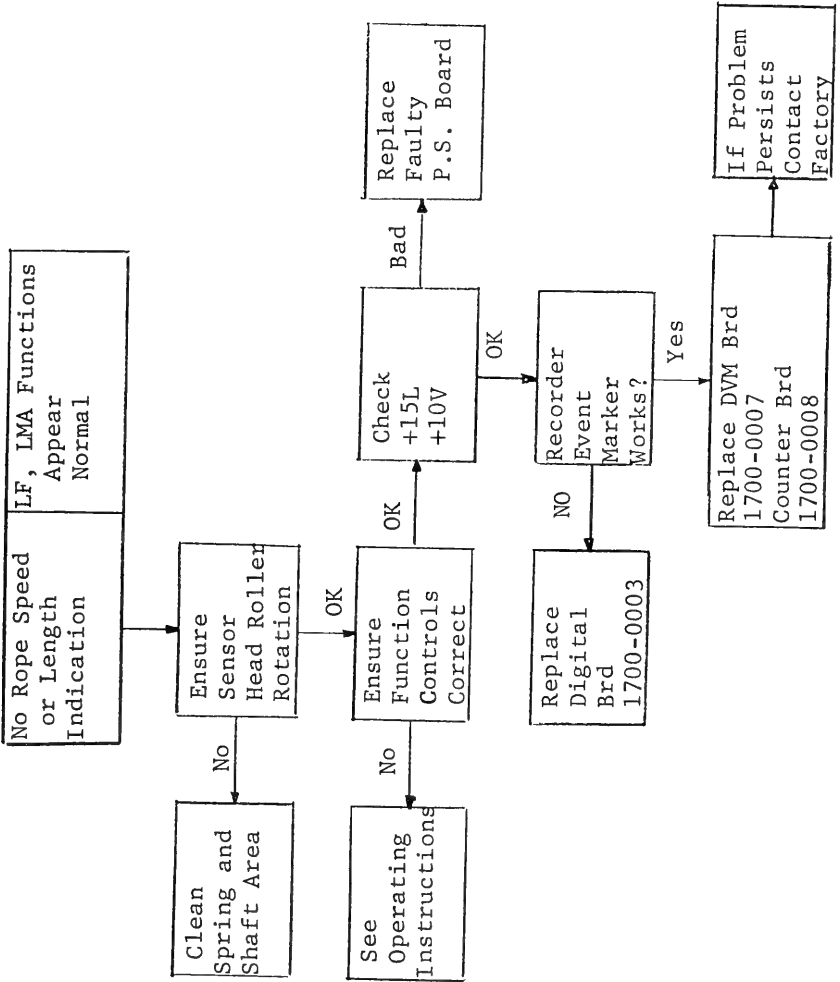 No Rope Speed
or Length
Indication
LF, LMA Functions
Appear
Normal
Ensure
Sensor
Head Roller
Rotation
No
Clean
Spring and
Shaft Area
OK
Ensure
Function
Controls
Correct
No
See
Operating
Instructions
OK
Check
+15L
+10V
Bad
Replace
Faulty
P.S. Board
OK
Recorder
Event
Marker
Works?
NO
Replace
Digital
Brd
1700-0003
Yes
Replace DVM Brd
1700-0007
Counter Brd
1700-0008
If Problem
Persists
Contact
Factory